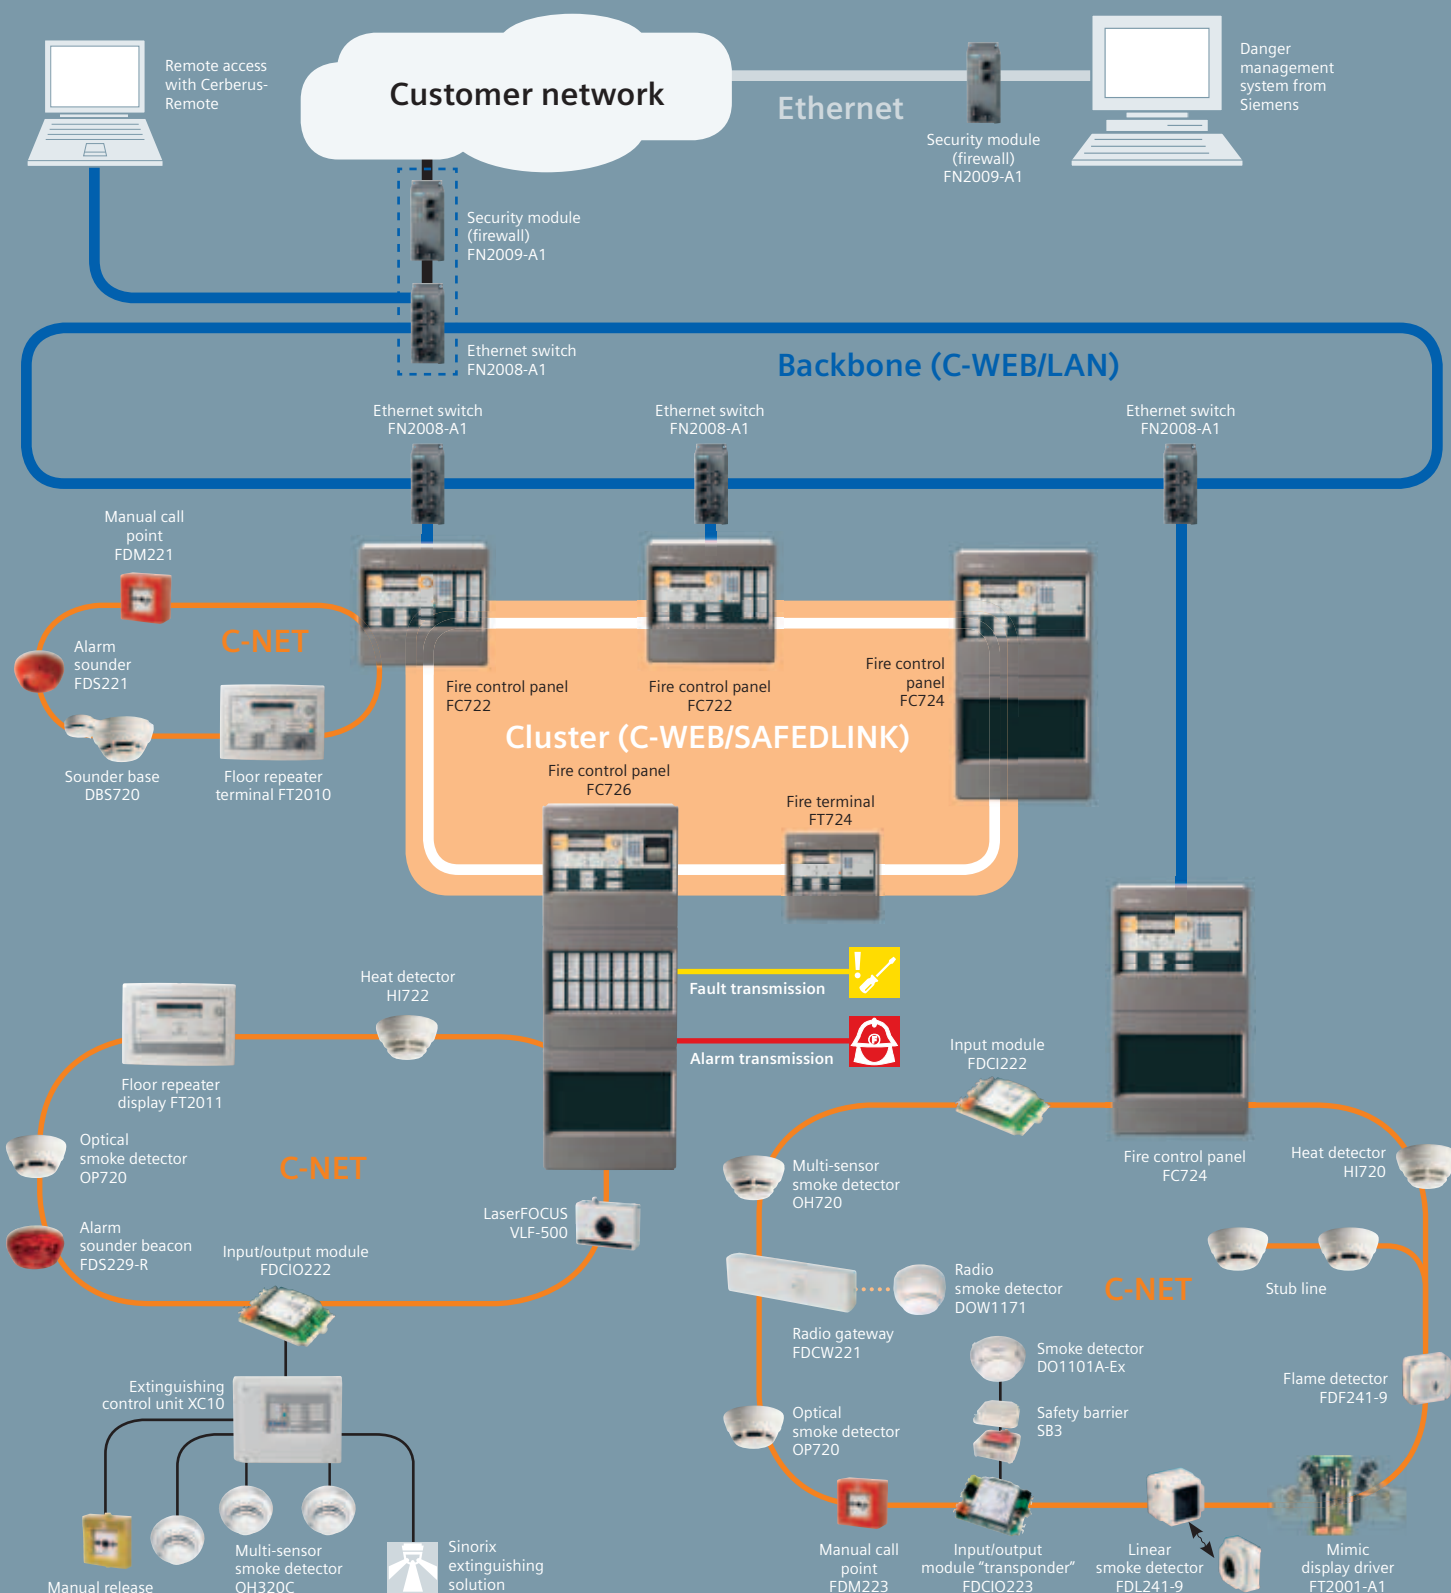 Remote access
with Cerberus-
Remote
Customer network
Ethernet
Security module
(firewall)
FN2009-A1
Danger
management
system from
Siemens
Security module
(firewall)
FN2009-A1
Ethernet switch
FN2008-A1
Backbone (C-WEB/LAN)
Ethernet switch
FN2008-A1
Ethernet switch
FN2008-A1
Ethernet switch
FN2008-A1
Manual call
point
FDM221
C-NET
Alarm
sounder
FDS221
Sounder base
DBS720
Floor repeater
terminal FT2010
Fire control panel
FC722
Fire control panel
FC722
Fire control
panel
FC724
Cluster (C-WEB/SAFEDLINK)
Fire control panel
FC726
Fire terminal
FT724
Fault transmission
Alarm transmission
Heat detector
HI722
Floor repeater
display FT2011
Optical
smoke detector
OP720
C-NET
Alarm
sounder beacon
FDS229-R
Input/output module
FDCIO222
LaserFOCUS
VLF-500
Extinguishing
control unit XC10
Manual release
Multi-sensor
smoke detector
OH320C
Sinorix
extinguishing
solution
Input module
FDCI222
Fire control panel
FC724
Heat detector
HI720
Multi-sensor
smoke detector
OH720
Radio
smoke detector
DOW1171
C-NET
Stub line
Radio gateway
FDCW221
Smoke detector
DO1101A-Ex
Flame detector
FDF241-9
Optical
smoke detector
OP720
Safety barrier
SB3
Manual call
point
FDM223
Input/output
module “transponder”
FDCIO223
Linear
smoke detector
FDL241-9
Mimic
display driver
FT2001-A1